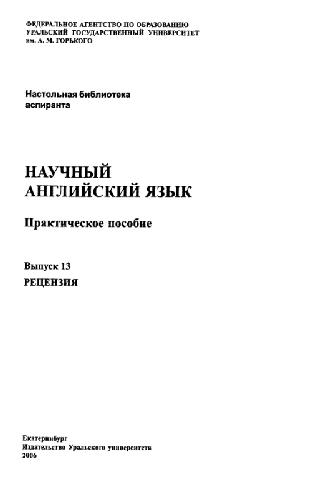 ФЕДЕРАЛЬНОЕ АГЕНТСТВО ПО ОБРАЗОВАНИЮ
УРАЛЬСКИЙ ГОСУДАРСТВЕННЫЙ УНИВЕРСИТЕТ
им. А. М. ГОРЬКОГО
Настольная библиотека
аспиранта
НАУЧНЫЙ
АНГЛИЙСКИЙ ЯЗЫК
Практическое пособие
Выпуск 13
РЕЦЕНЗИЯ
Екатеринбург
Издательство Уральского университета
2006